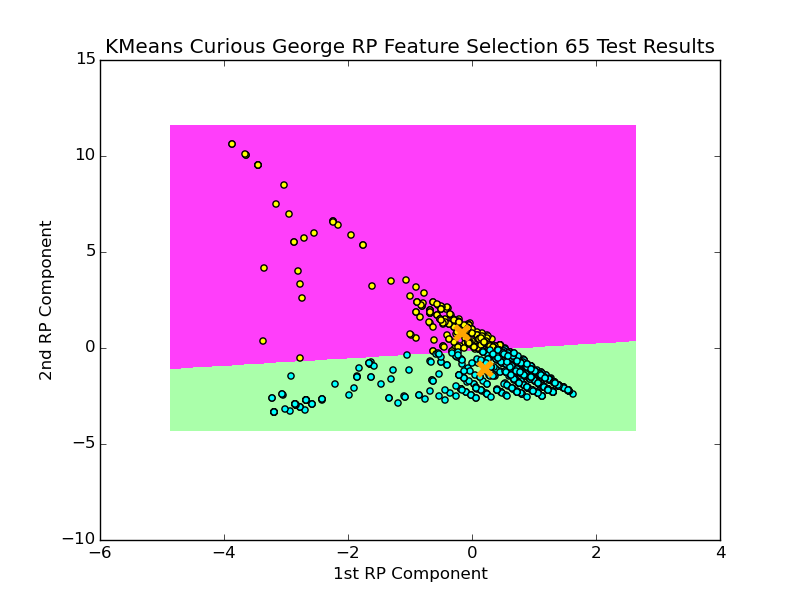 KMeans Curious George RP Feature Selection 65 Test Results
15
10
5
0
−5
−10
2nd RP Component
−6 −4 −2 0 2 4
1st RP Component